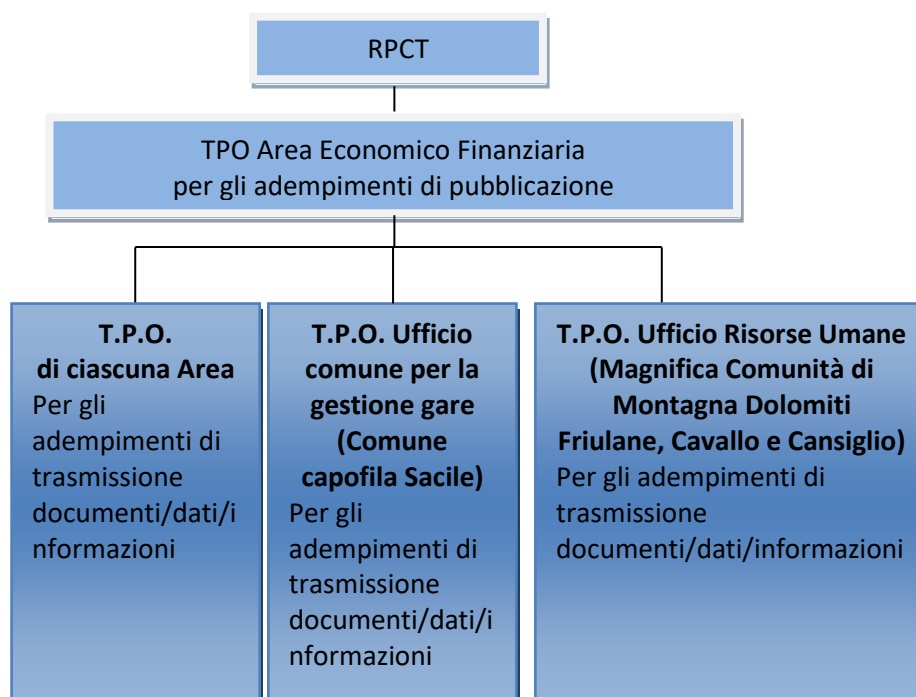 RPCT
TPO Area Economico Finanziaria
per gli adempimenti di pubblicazione
T.P.O.
di ciascuna Area
Per gli
adempimenti di
trasmissione
documenti/dati/i
nformazioni
T.P.O. Ufficio
comune per la
gestione gare
(Comune
capofila Sacile)
Per gli
adempimenti di
trasmissione
documenti/dati/i
nformazioni
T.P.O. Ufficio Risorse Umane
(Magnifica Comunità di
Montagna Dolomiti
Friulane, Cavallo e Cansiglio)
Per gli adempimenti di
trasmissione
documenti/dati/informazioni